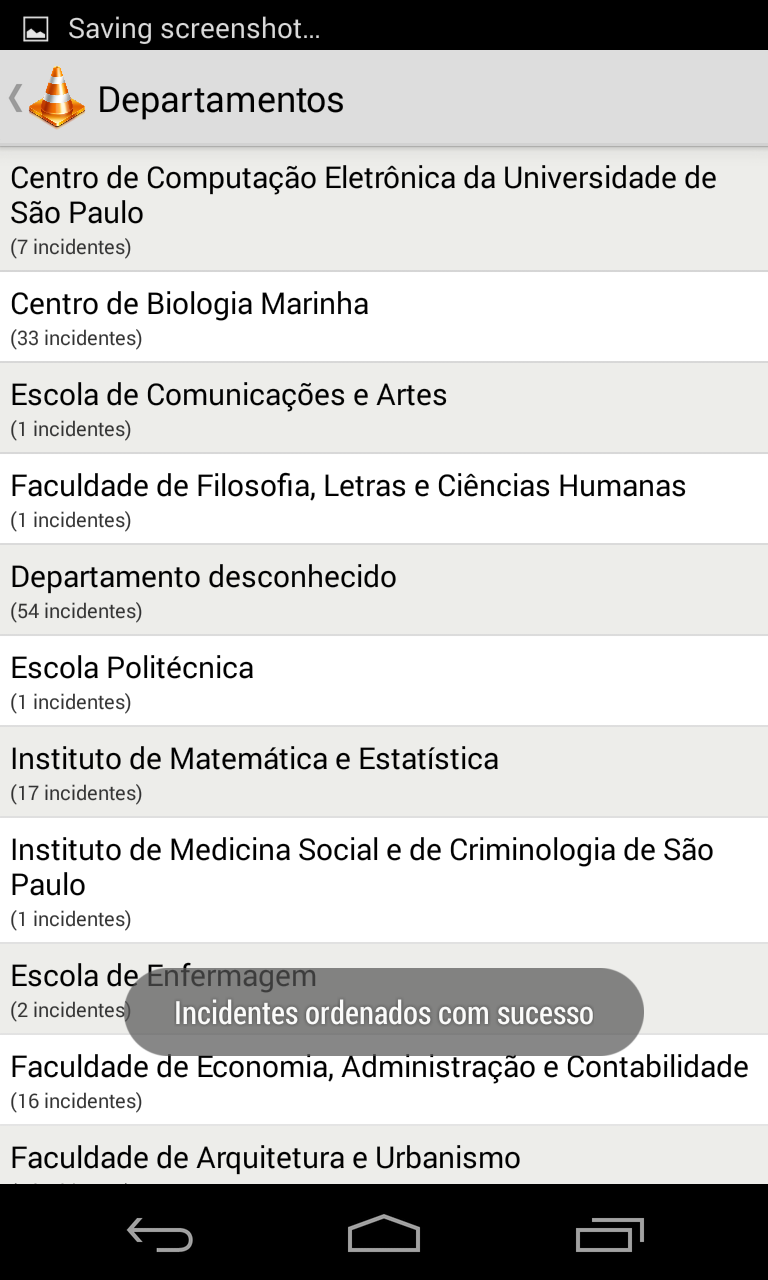 Saving screenshot...
Departamentos
Centro de Computação Eletrônica da Universidade de
São Paulo
(7 incidentes)
Centro de Biologia Marinha
(33 incidentes)
Escola de Comunicações e Artes
(1 incidentes)
Faculdade de Filosofia, Letras e Ciências Humanas
(1 incidentes)
Departamento desconhecido
(54 incidentes)
Escola Politécnica
(1 incidentes)
Instituto de Matemática e Estatística
(17 incidentes)
Instituto de Medicina Social e de Criminologia de São
Paulo
(1 incidentes)
Escola de Enfermagem
(2 incidentes)
Incidentes ordenados com sucesso
Faculdade de Economia, Administração e Contabilidade
(16 incidentes)
Faculdade de Arquitetura e Urbanismo